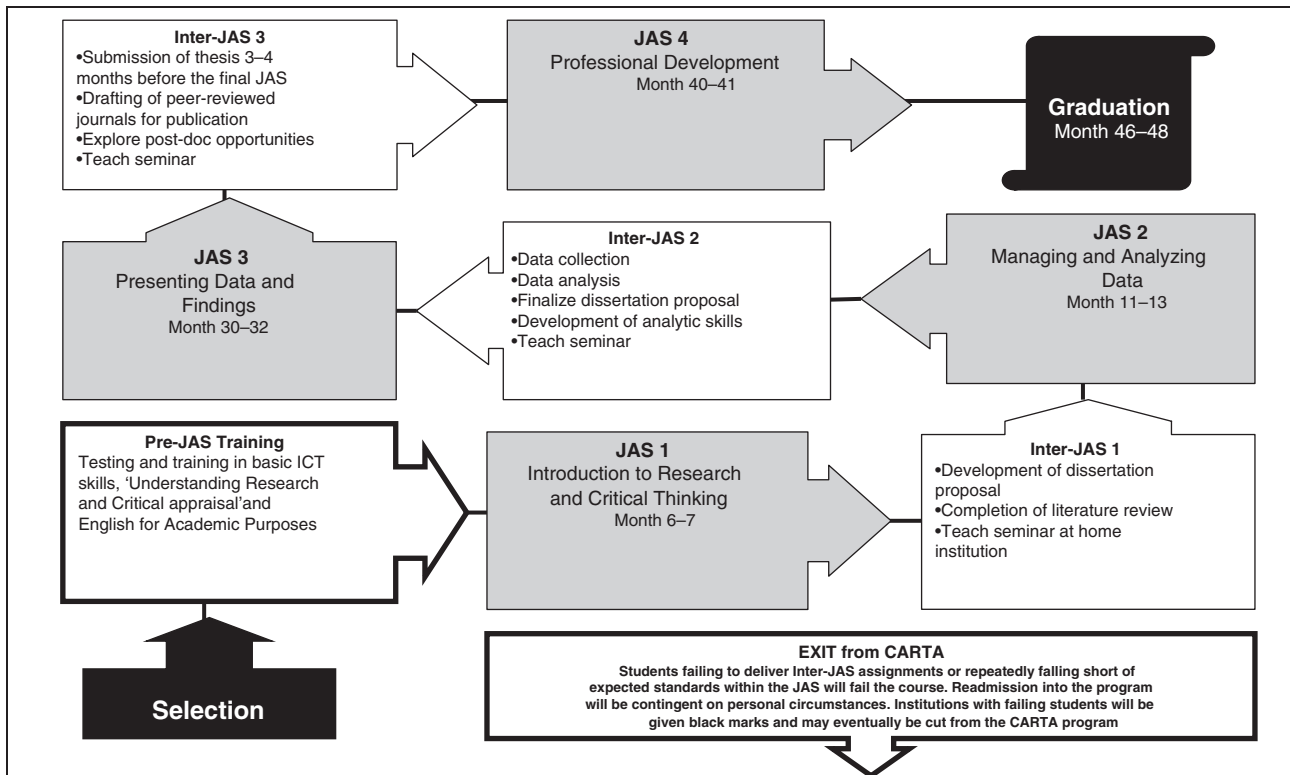 Inter-JAS 3
•Submission of thesis 3–4
months before the final JAS
•Drafting of peer-reviewed
journals for publication
•Explore post-doc opportunities
•Teach seminar
JAS 4
Professional Development
Month 40–41
Graduation
Month 46–48
JAS 3
Presenting Data and
Findings
Month 30–32
Inter-JAS 2
•Data collection
•Data analysis
•Finalize dissertation proposal
•Development of analytic skills
•Teach seminar
JAS 2
Managing and Analyzing
Data
Month 11–13
Pre-JAS Training
Testing and training in basic ICT
skills, ‘Understanding Research
and Critical appraisal’and
English for Academic Purposes
JAS 1
Introduction to Research
and Critical Thinking
Month 6–7
Inter-JAS 1
•Development of dissertation
proposal
•Completion of literature review
•Teach seminar at home
institution
Selection
EXIT from CARTA
Students failing to deliver Inter-JAS assignments or repeatedly falling short of
expected standards within the JAS will fail the course. Readmission into the program
will be contingent on personal circumstances. Institutions with failing students will be
given black marks and may eventually be cut from the CARTA program